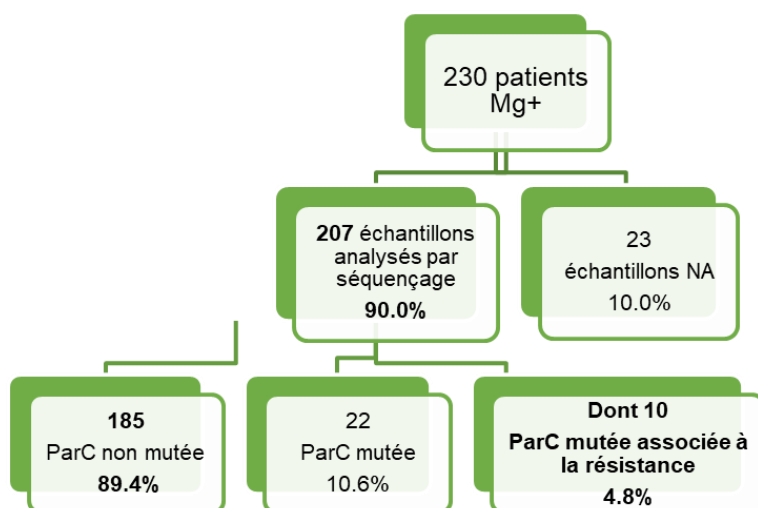 230 patients
Mg+
207 échantillons
analysés par
séquençage
90.0%
23
échantillons NA
10.0%
185
ParC non mutée
89.4%
22
ParC mutée
10.6%
Dont 10
ParC mutée associée à
la résistance
4.8%